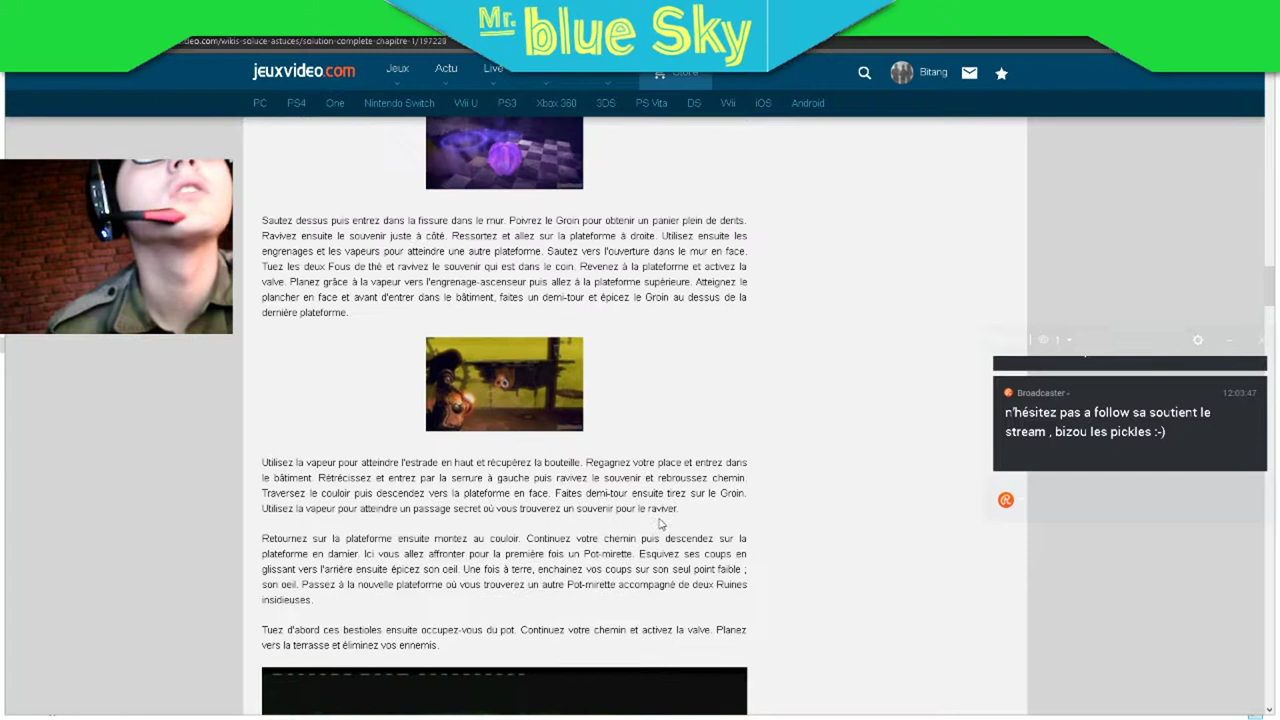 Mr. blue Sky
.video.com/wikis-soluce-astuces/solution-complete-chapitre-1/197228
jeuxvideo.com
Jeux
Actu
Live
Store
Bitang
PC PS4 One Nintendo Switch Wii U PS3 Xbox 360 3DS PS Vita DS Wii iOS Android
Sautez dessus puis entrez dans la fissure dans le mur. Poivrez le Groin pour obtenir un panier plein de dents.
Ravivez ensuite le souvenir juste à côté. Ressortez et allez sur la plateforme à droite. Utilisez ensuite les
engrenages et les vapeurs pour atteindre une autre plateforme. Sautez vers l'ouverture dans le mur en face.
Tuez les deux Fous de thé et ravivez le souvenir qui est dans le coin. Revenez à la plateforme et activez la
valve. Planez grâce à la vapeur vers l'engrenage-ascenseur puis allez à la plateforme supérieure. Atteignez le
plancher en face et avant d'entrer dans le bâtiment, faites un demi-tour et épicez le Groin au dessus de la
dernière plateforme.
1
Broadcaster
12:03:47
n'hésitez pas a follow sa soutient le
stream , bizou les pickles :-)
Utilisez la vapeur pour atteindre l'estrade en haut et récupérez la bouteille. Regagnez votre place et entrez dans
le bâtiment. Rétrécissez et entrez par la serrure à gauche puis ravivez le souvenir et rebroussez chemin.
Traversez le couloir puis descendez vers la plateforme en face. Faites demi-tour ensuite tirez sur le Groin.
Utilisez la vapeur pour atteindre un passage secret où vous trouverez un souvenir pour le raviver.
Retournez sur la plateforme ensuite montez au couloir. Continuez votre chemin puis descendez sur la
plateforme en damier. Ici vous allez affronter pour la première fois un Pot-mirette. Esquivez ses coups en
glissant vers l'arrière ensuite épicez son oeil. Une fois à terre, enchainez vos coups sur son seul point faible ;
son oeil. Passez à la nouvelle plateforme où vous trouverez un autre Pot-mirette accompagné de deux Ruines
insidieuses.
Tuez d'abord ces bestioles ensuite occupez-vous du pot. Continuez votre chemin et activez la valve. Planez
vers la terrasse et éliminez vos ennemis.